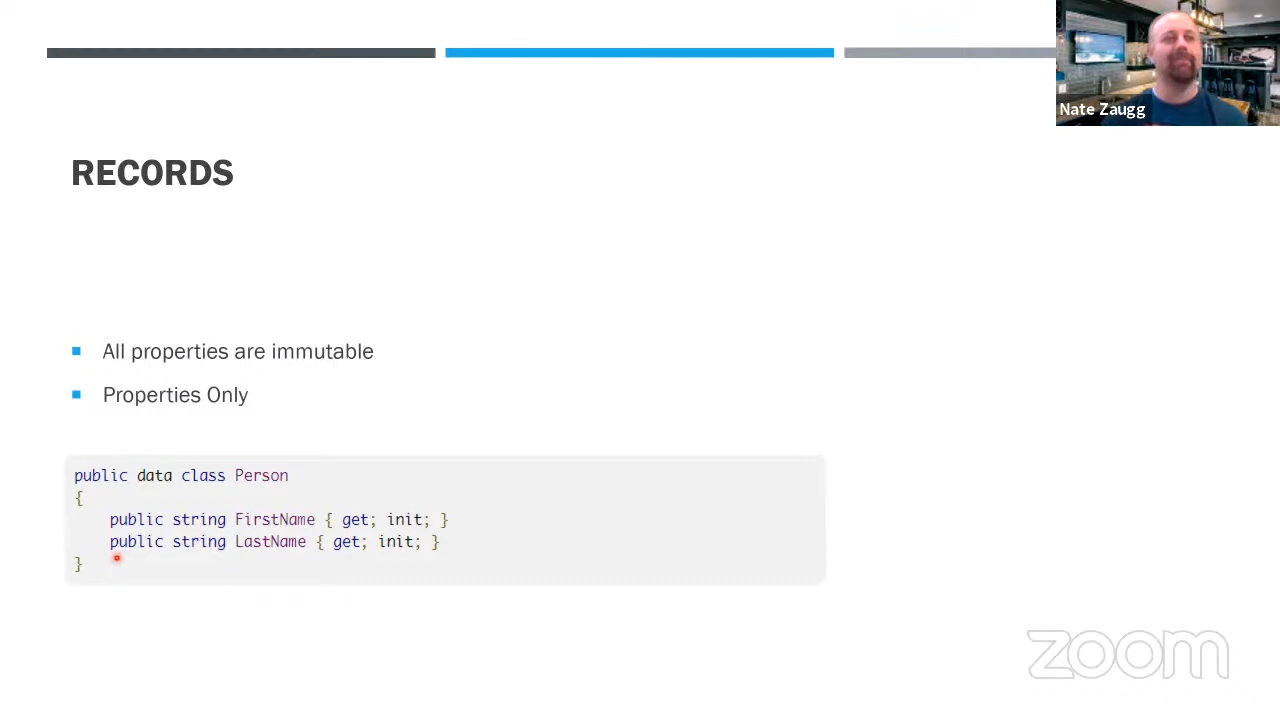 Nate Zaugg
RECORDS
All properties are immutable
Properties Only
public data class Person
{
public string FirstName { get; init; }
public string LastName { get; init; }
}
zoom